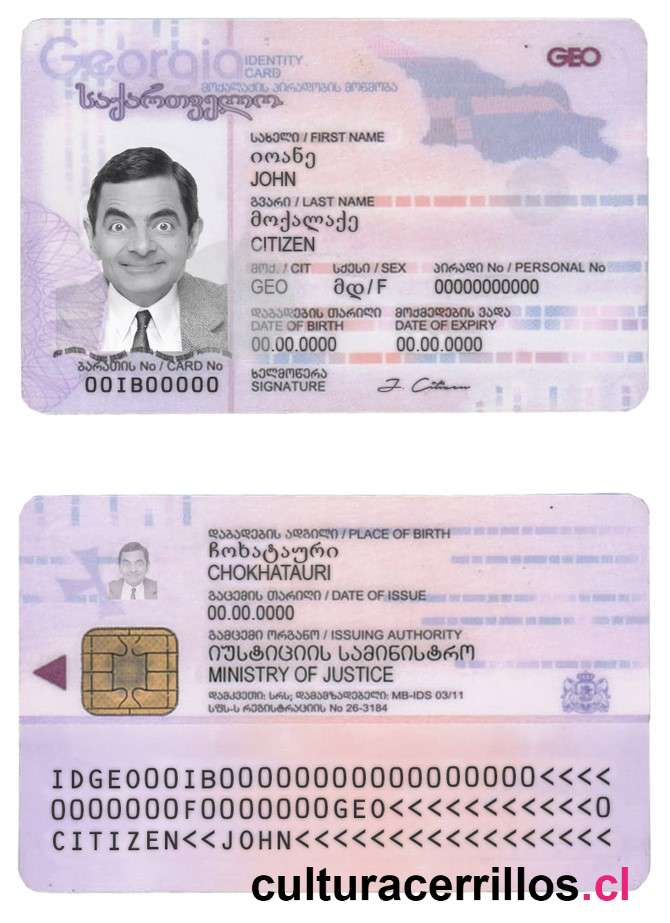 Georgia IDENTITY
CARD
GEO
ᲛᲝᲥᲐᲚᲐᲥᲘᲡ ᲞᲘᲠᲐᲓᲝᲑᲘᲡ ᲛᲝᲬᲛᲝᲑᲐ
საქართველო
ᲡᲐᲮᲔᲚᲘ / FIRST NAME
იოანე
JOHN
ᲒᲕᲐᲠᲘ / LAST NAME
მოქალაქე
CITIZEN
ᲛᲝᲥ. / CIT ᲡᲥᲔᲡᲘ / SEX ᲞᲘᲠᲐᲓᲘ No / PERSONAL No
GEO მდ/F 00000000000
ᲓᲐᲑᲐᲓᲔᲑᲘᲡ ᲗᲐᲠᲘᲦᲘ ᲛᲝᲥᲛᲔᲓᲔᲑᲘᲡ ᲕᲐᲓᲐ
DATE OF BIRTH DATE OF EXPIRY
00.00.0000 00.00.0000
ᲑᲐᲠᲐᲗᲘᲡ No / CARD No
00IB00000
ᲮᲔᲚᲛᲝᲬᲔᲠᲐ
SIGNATURE J. Citizen
ᲓᲐᲑᲐᲓᲔᲑᲘᲡ ᲐᲓᲒᲘᲚᲘ / PLACE OF BIRTH
ჩოხატაური
CHOKHATAURI
ᲒᲐᲪᲔᲛᲘᲡ ᲗᲐᲠᲘᲦᲘ / DATE OF ISSUE
00.00.0000
ᲒᲐᲛᲪᲔᲛᲘ ᲝᲠᲒᲐᲜᲝ / ISSUING AUTHORITY
ᲘᲣᲡᲢᲘᲪᲘᲘᲡ ᲡᲐᲛᲘᲜᲘᲡᲢᲠᲝ
MINISTRY OF JUSTICE
ᲓᲐᲛᲙᲕᲔᲗᲘ: ᲡᲠᲡ; ᲓᲐᲛᲐᲛᲖᲐᲓᲔᲑᲔᲚᲘ: MB-IDS 03/11
ᲡᲤᲡ-Ს ᲠᲔᲒᲘᲡᲢᲠᲐᲪᲘᲘᲡ No 26-3184
IDGEO00IB00000000000000000000<<<<
0000000F0000000GEO<<<<<<<<<<<0
CITIZEN<<JOHN<<<<<<<<<<<<<<<<<
culturacerrillos.cl